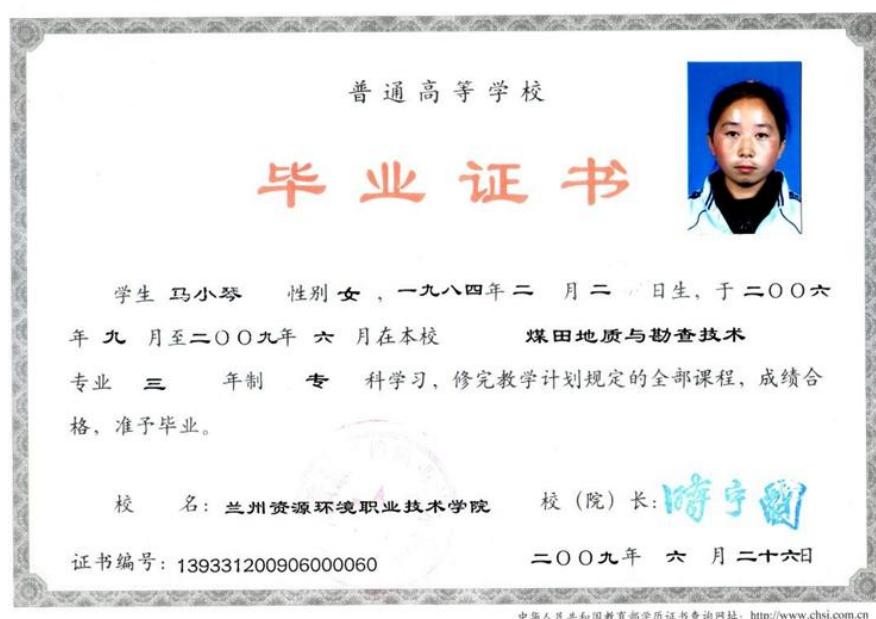 普通高等学校
毕业证书
学生 马小琴 性别 女 ，一九八四年 二 月 二 日生，于 二〇〇六
年 九 月至二〇〇九年 六 月在本校 煤田地质与勘查技术
专业 三 年制 专 科学习，修完教学计划规定的全部课程，成绩合
格，准予毕业。
校 名：兰州资源环境职业技术学院 校（院）长：
证书编号：139331200906000060 二〇〇九年 六 月 二十六日
中华人民共和国教育部学历证书查询网址：http://www.chsi.com.cn